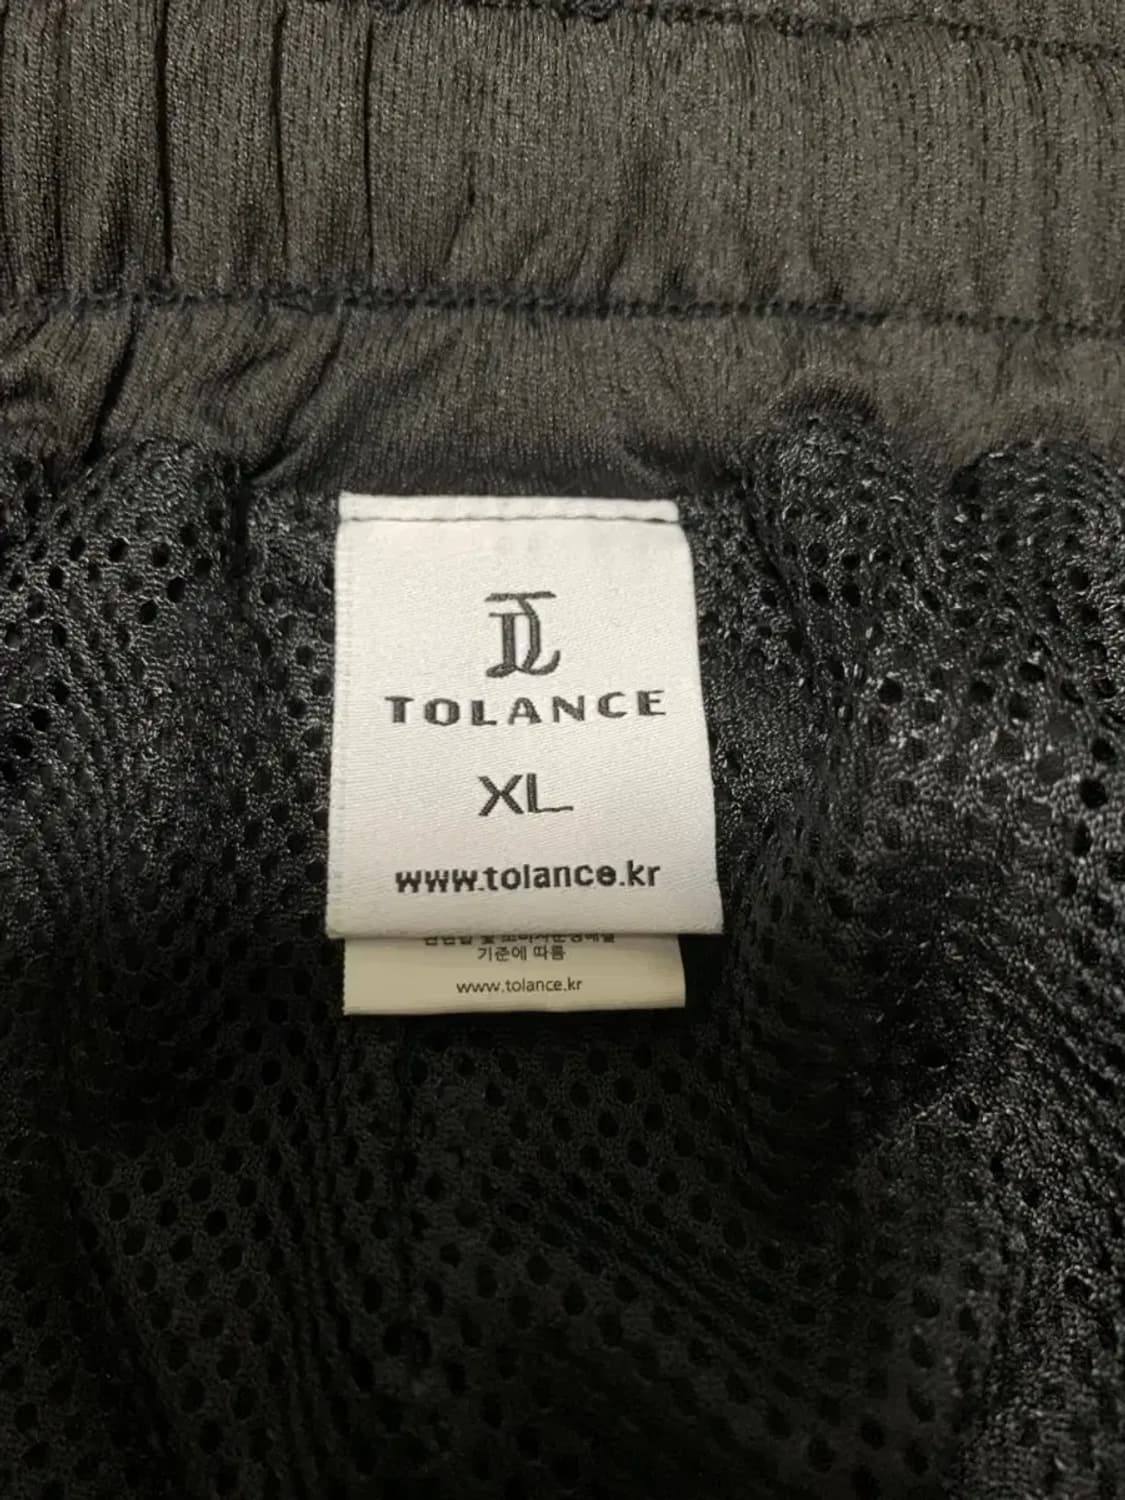 TOLANCE
XL
www.tolance.kr
기준에 따름
www.tolance.kr